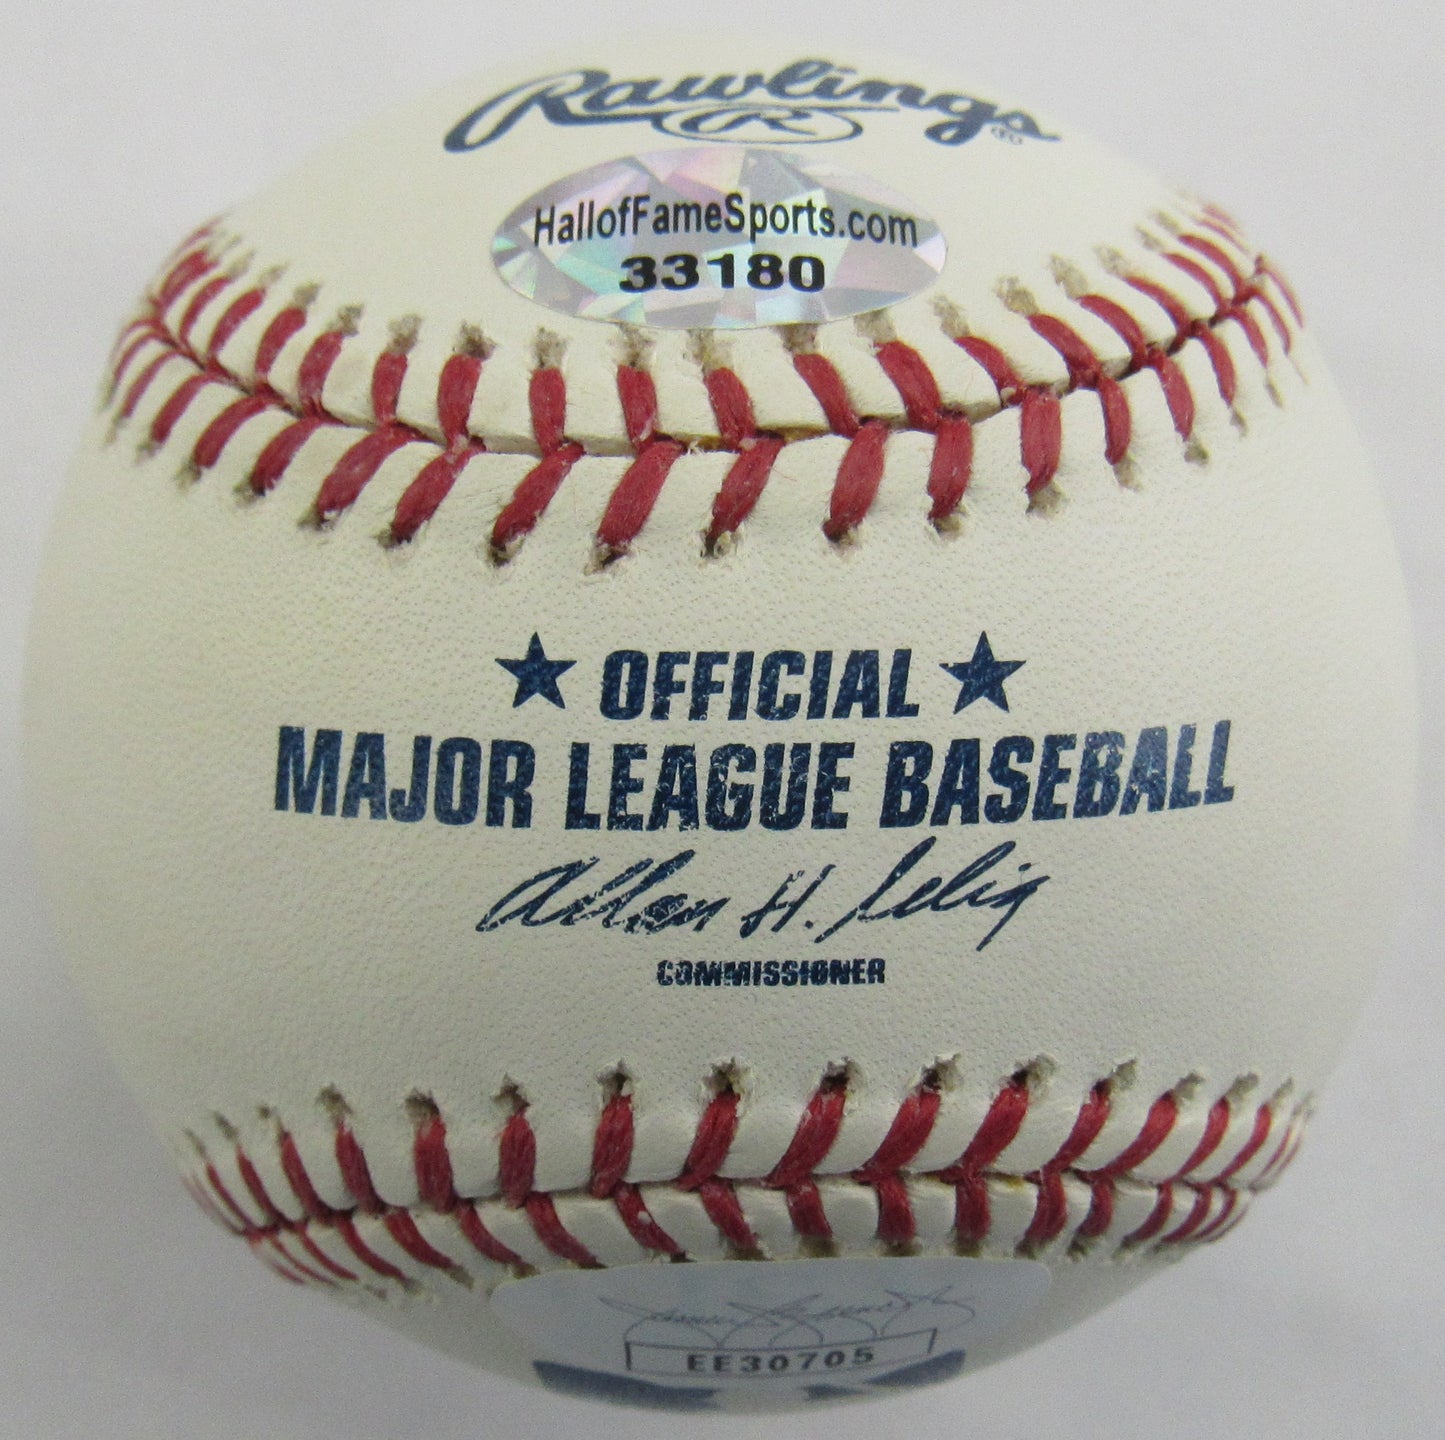 Rawlings ®
R
HallofFameSports.com
33180
★ OFFICIAL ★
MAJOR LEAGUE BASEBALL
Allan H. Selig
COMMISSIONER
EE30705